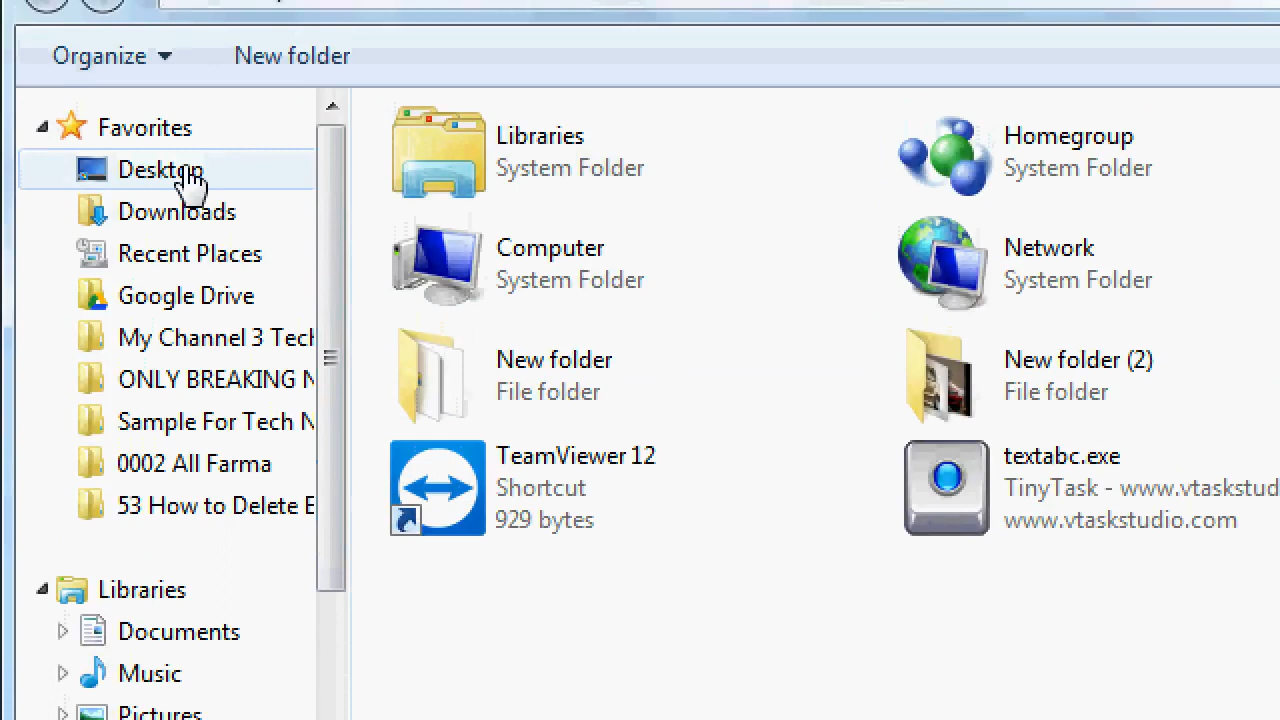 Organize
New folder
Favorites
Desktop
Downloads
Recent Places
Google Drive
My Channel 3 Tech
ONLY BREAKING N
Sample For Tech N
0002 All Farma
53 How to Delete E
Libraries
Documents
Music
Pictures
Libraries
System Folder
Homegroup
System Folder
Computer
System Folder
Network
System Folder
New folder
File folder
New folder (2)
File folder
TeamViewer 12
Shortcut
929 bytes
textabc.exe
TinyTask - www.vtaskstud
www.vtaskstudio.com